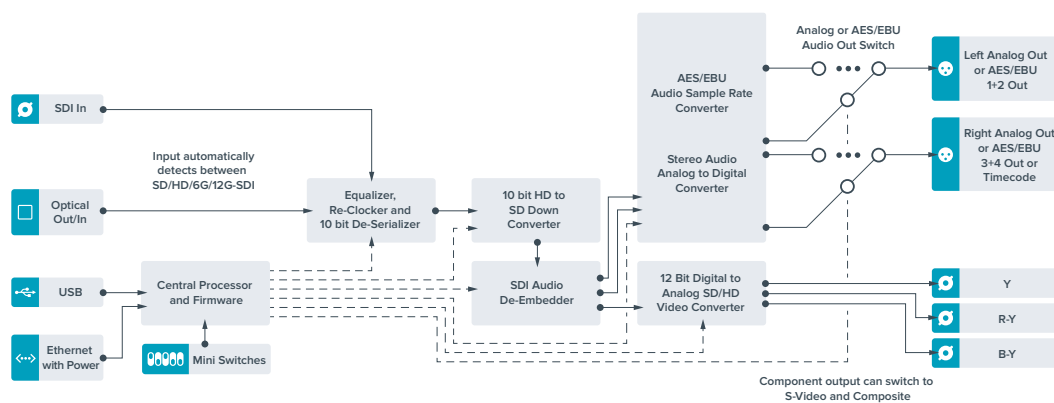 SDI In
Optical
Out/In
USB
Ethernet
with Power
Input automatically
detects between
SD/HD/6G/12G-SDI
Central Processor
and Firmware
Mini Switches
Equalizer,
Re-Clocker and
10 bit De-Serializer
10 bit HD to
SD Down
Converter
SDI Audio
De-Embedder
AES/EBU
Audio Sample Rate
Converter
Stereo Audio
Analog to Digital
Converter
12 Bit Digital to
Analog SD/HD
Video Converter
Analog or AES/EBU
Audio Out Switch
Left Analog Out
or AES/EBU
1+2 Out
Right Analog Out
or AES/EBU
3+4 Out or
Timecode
Y
R-Y
B-Y
Component output can switch to
S-Video and Composite